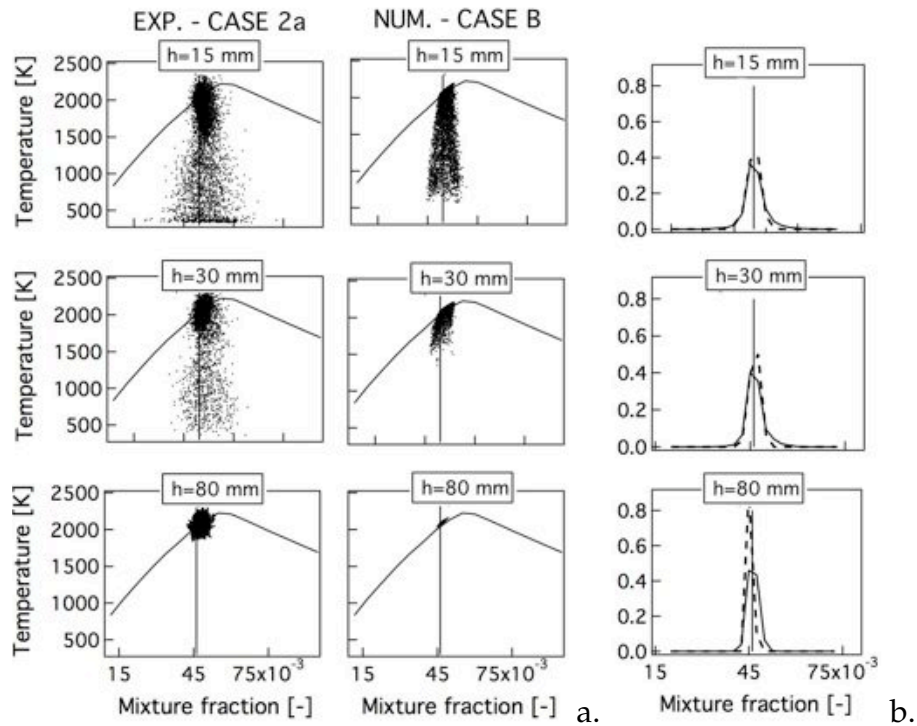 EXP. - CASE 2a
NUM. - CASE B
h=15 mm
h=15 mm
h=15 mm
Temperature [K]
2500
2000
1500
1000
500
0.8
0.6
0.4
0.2
0.0
h=30 mm
h=30 mm
h=30 mm
Temperature [K]
2500
2000
1500
1000
500
0.8
0.6
0.4
0.2
0.0
15 45 75x10-3
h=80 mm
h=80 mm
h=80 mm
Temperature [K]
2500
2000
1500
1000
500
0.8
0.6
0.4
0.2
0.0
15 45 75x10-3
15 45 75x10-3
15 45 75x10-3
Mixture fraction [-]
Mixture fraction [-]
Mixture fraction [-]
a.
b.